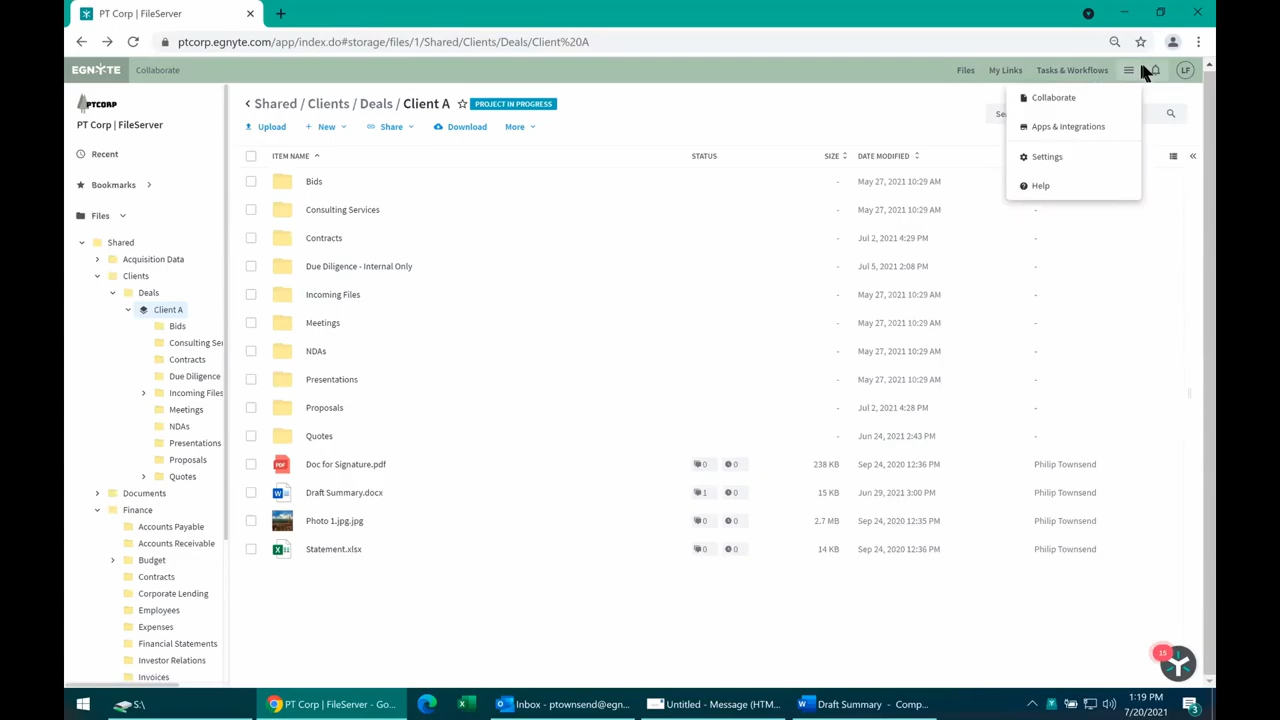 PT Corp | FileServer
ptcorp.egnyte.com/app/index.do#storage/files/1/Shared/Clients/Deals/Client%20A
EGNYTE
Collaborate
Files
My Links
Tasks & Workflows
LF
PTCORP
PT Corp | FileServer
Recent
Bookmarks
Files
Shared
Acquisition Data
Clients
Deals
Client A
Bids
Consulting Ser
Contracts
Due Diligence
Incoming Files
Meetings
NDAs
Presentations
Proposals
Quotes
Documents
Finance
Accounts Payable
Accounts Receivable
Budget
Contracts
Corporate Lending
Employees
Expenses
Financial Statements
Investor Relations
Invoices
Shared / Clients / Deals / Client A
PROJECT IN PROGRESS
Upload
New
Share
Download
More
Collaborate
Apps & Integrations
Settings
Help
ITEM NAME STATUS SIZE DATE MODIFIED
Bids - May 27, 2021 10:29 AM
Consulting Services - May 27, 2021 10:29 AM -
Contracts - Jul 2, 2021 4:29 PM -
Due Diligence - Internal Only - Jul 5, 2021 2:08 PM -
Incoming Files - May 27, 2021 10:29 AM -
Meetings - May 27, 2021 10:29 AM -
NDAs - May 27, 2021 10:29 AM -
Presentations - May 27, 2021 10:29 AM -
Proposals - Jul 2, 2021 4:28 PM -
Quotes - Jun 24, 2021 2:43 PM -
PDF Doc for Signature.pdf 0 0 238 KB Sep 24, 2020 12:36 PM Philip Townsend
W Draft Summary.docx 1 0 15 KB Jun 29, 2021 3:00 PM Philip Townsend
Photo 1.jpg.jpg 0 0 2.7 MB Sep 24, 2020 12:35 PM Philip Townsend
X Statement.xlsx 0 0 14 KB Sep 24, 2020 12:36 PM Philip Townsend
15
S:\
PT Corp | FileServer - Go...
Inbox - ptownsend@egn...
Untitled - Message (HTM...
Draft Summary - Comp...
1:19 PM
7/20/2021
3